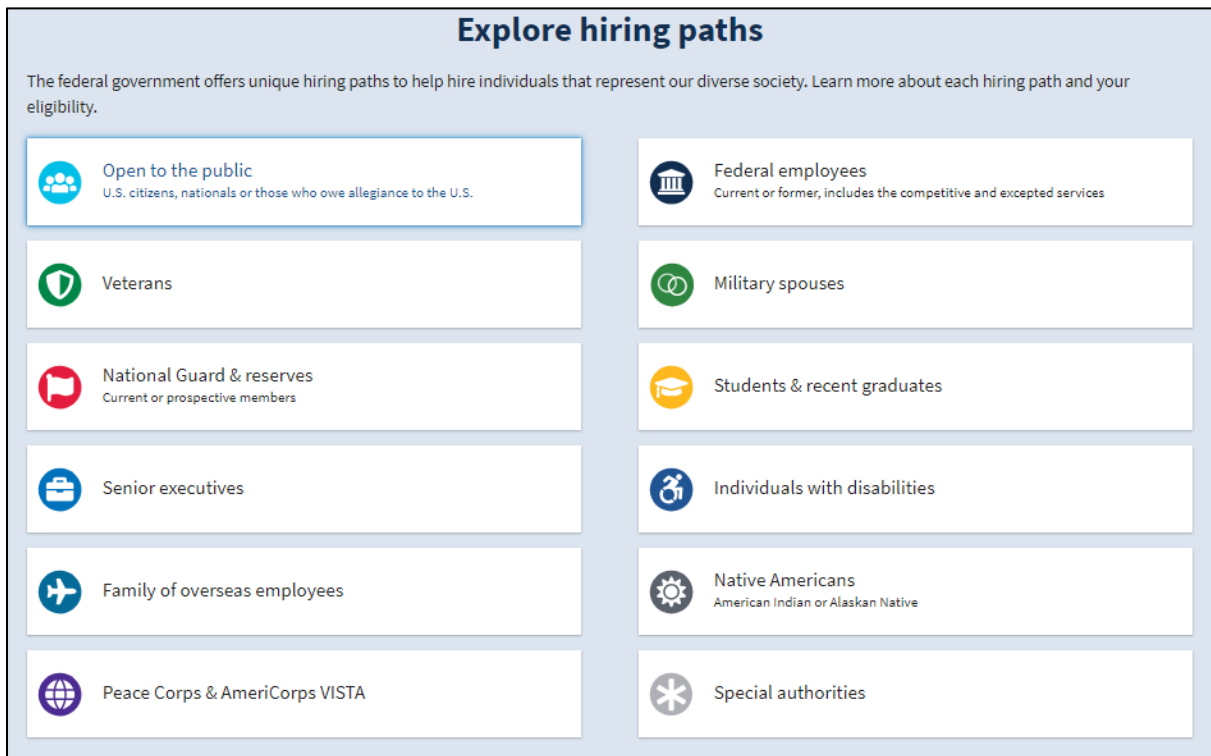 Explore hiring paths
The federal government offers unique hiring paths to help hire individuals that represent our diverse society. Learn more about each hiring path and your
eligibility.
Open to the public
U.S. citizens, nationals or those who owe allegiance to the U.S.
Federal employees
Current or former, includes the competitive and excepted services
Veterans
Military spouses
National Guard & reserves
Current or prospective members
Students & recent graduates
Senior executives
Individuals with disabilities
Family of overseas employees
Native Americans
American Indian or Alaskan Native
Peace Corps & AmeriCorps VISTA
Special authorities